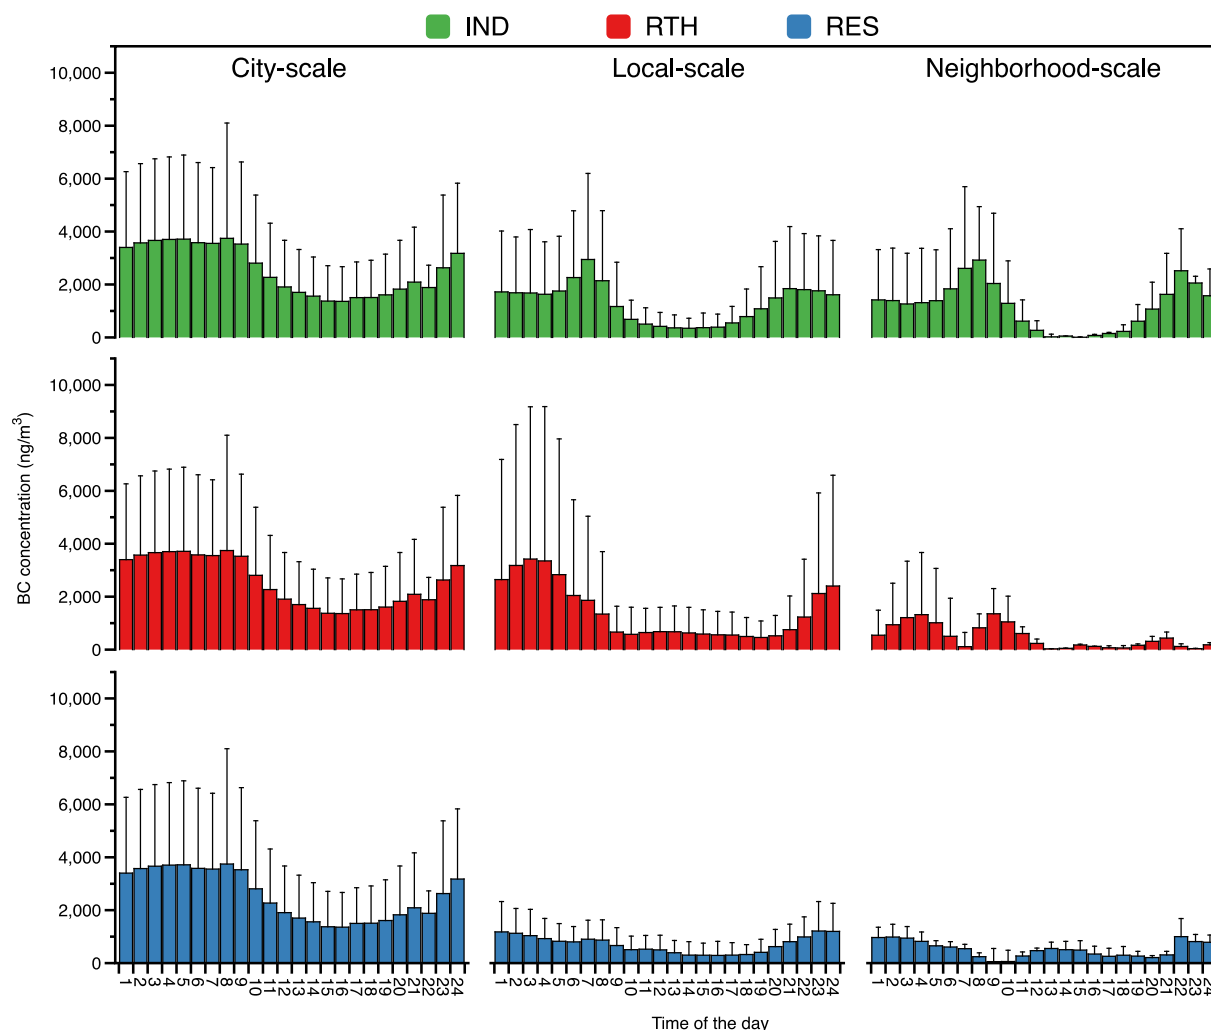 IND RTH RES
City-scale Local-scale Neighborhood-scale
10,000
8,000
6,000
4,000
2,000
0
10,000
8,000
6,000
4,000
2,000
0
10,000
8,000
6,000
4,000
2,000
0
BC concentration (ng/m³)
1 2 3 4 5 6 7 8 9 10 11 12 13 14 15 16 17 18 19 20 21 22 23 24
1 2 3 4 5 6 7 8 9 10 11 12 13 14 15 16 17 18 19 20 21 22 23 24
1 2 3 4 5 6 7 8 9 10 11 12 13 14 15 16 17 18 19 20 21 22 23 24
Time of the day